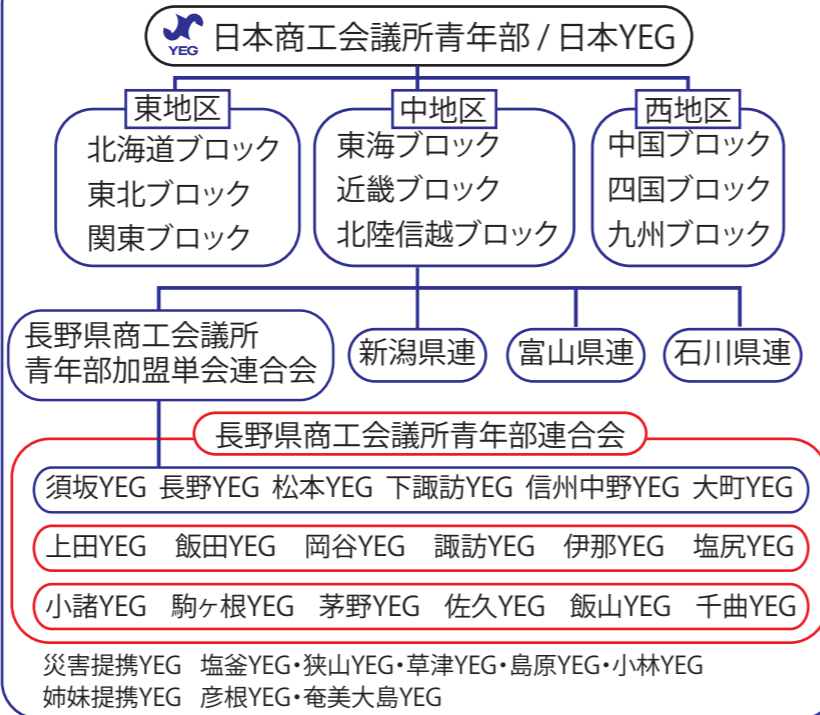 YEG 日本商工会議所青年部 / 日本YEG
東地区
北海道ブロック
東北ブロック
関東ブロック
中地区
東海ブロック
近畿ブロック
北陸信越ブロック
西地区
中国ブロック
四国ブロック
九州ブロック
長野県商工会議所
青年部加盟単会連合会
新潟県連
富山県連
石川県連
長野県商工会議所青年部連合会
須坂YEG 長野YEG 松本YEG 下諏訪YEG 信州中野YEG 大町YEG
上田YEG 飯田YEG 岡谷YEG 諏訪YEG 伊那YEG 塩尻YEG
小諸YEG 駒ヶ根YEG 茅野YEG 佐久YEG 飯山YEG 千曲YEG
災害提携YEG 塩釜YEG・狭山YEG・草津YEG・島原YEG・小林YEG
姉妹提携YEG 彦根YEG・奄美大島YEG